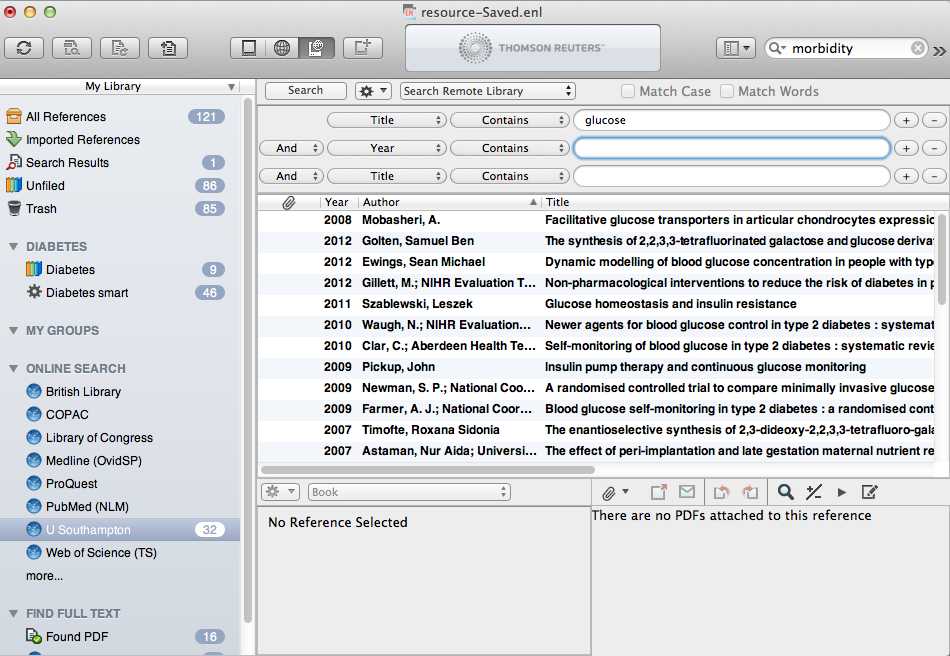 resource-Saved.enl
THOMSON REUTERS™
morbidity
My Library
Search
Search Remote Library
Match Case
Match Words
All References 121
Imported References
Search Results 1
Unfiled 86
Trash 85
DIABETES
Diabetes 9
Diabetes smart 46
MY GROUPS
ONLINE SEARCH
British Library
COPAC
Library of Congress
Medline (OvidSP)
ProQuest
PubMed (NLM)
U Southampton 32
Web of Science (TS)
more...
FIND FULL TEXT
Found PDF 16
Title Contains glucose + -
And Year Contains + -
And Title Contains + -
Year Author Title
2008 Mobasheri, A. Facilitative glucose transporters in articular chondrocytes expressio
2012 Golten, Samuel Ben The synthesis of 2,2,3,3-tetrafluorinated galactose and glucose deriva
2012 Ewings, Sean Michael Dynamic modelling of blood glucose concentration in people with typ
2012 Gillett, M.; NIHR Evaluation T... Non-pharmacological interventions to reduce the risk of diabetes in p
2011 Szablewski, Leszek Glucose homeostasis and insulin resistance
2010 Waugh, N.; NIHR Evaluation... Newer agents for blood glucose control in type 2 diabetes : systemat
2010 Clar, C.; Aberdeen Health Te... Self-monitoring of blood glucose in type 2 diabetes : systematic revie
2009 Pickup, John Insulin pump therapy and continuous glucose monitoring
2009 Newman, S. P.; National Coo... A randomised controlled trial to compare minimally invasive glucose
2009 Farmer, A. J.; National Coor... Blood glucose self-monitoring in type 2 diabetes : a randomised cont
2007 Timofte, Roxana Sidonia The enantioselective synthesis of 2,3-dideoxy-2,2,3,3-tetrafluoro-gala
2007 Astaman, Nur Aida; Universi... The effect of peri-implantation and late gestation maternal nutrient re
Book
No Reference Selected
There are no PDFs attached to this reference